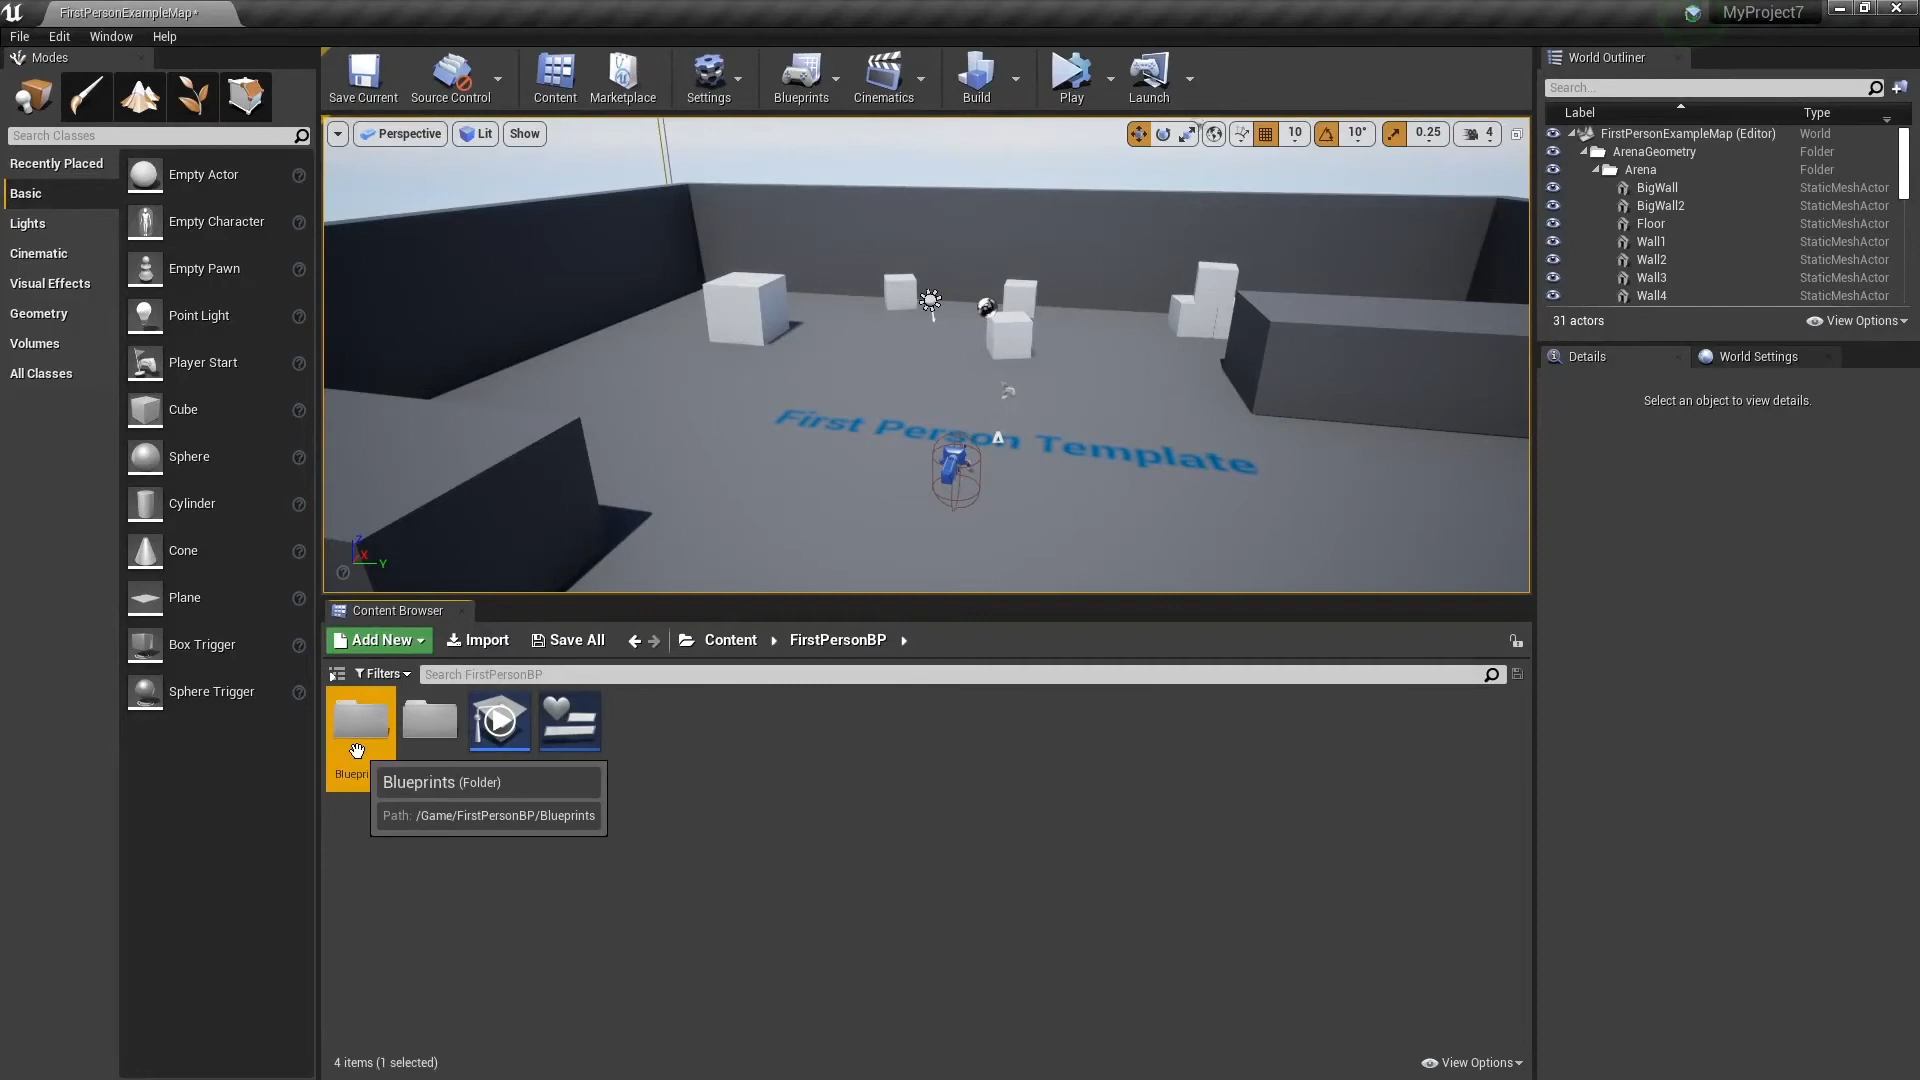 FirstPersonExampleMap*
MyProject7
File Edit Window Help
Modes
Save Current
Source Control
Content
Marketplace
Settings
Blueprints
Cinematics
Build
Play
Launch
Search Classes
Recently Placed
Basic
Lights
Cinematic
Visual Effects
Geometry
Volumes
All Classes
Empty Actor
Empty Character
Empty Pawn
Point Light
Player Start
Cube
Sphere
Cylinder
Cone
Plane
Box Trigger
Sphere Trigger
Perspective
Lit
Show
10
10°
0.25
4
First Person Template
Z
X
Y
Content Browser
Add New
Import
Save All
Content
FirstPersonBP
Filters
Search FirstPersonBP
Bluepri
Blueprints (Folder)
Path: /Game/FirstPersonBP/Blueprints
4 items (1 selected)
View Options
World Outliner
Search...
Label Type
FirstPersonExampleMap (Editor) World
ArenaGeometry Folder
Arena Folder
BigWall StaticMeshActor
BigWall2 StaticMeshActor
Floor StaticMeshActor
Wall1 StaticMeshActor
Wall2 StaticMeshActor
Wall3 StaticMeshActor
Wall4 StaticMeshActor
31 actors
View Options
Details
World Settings
Select an object to view details.